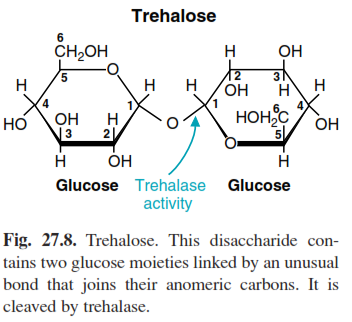 Trehalose
6
CH₂OH
H
OH
5
O
2
3
H
H
H
OH
H
H
4
OH
H
1
1
HOH₂C
6
4
HO
3
2
O
5
OH
O
H
OH
H
Glucose
Trehalase
activity
Glucose
Fig. 27.8. Trehalose. This disaccharide con-
tains two glucose moieties linked by an unusual
bond that joins their anomeric carbons. It is
cleaved by trehalase.